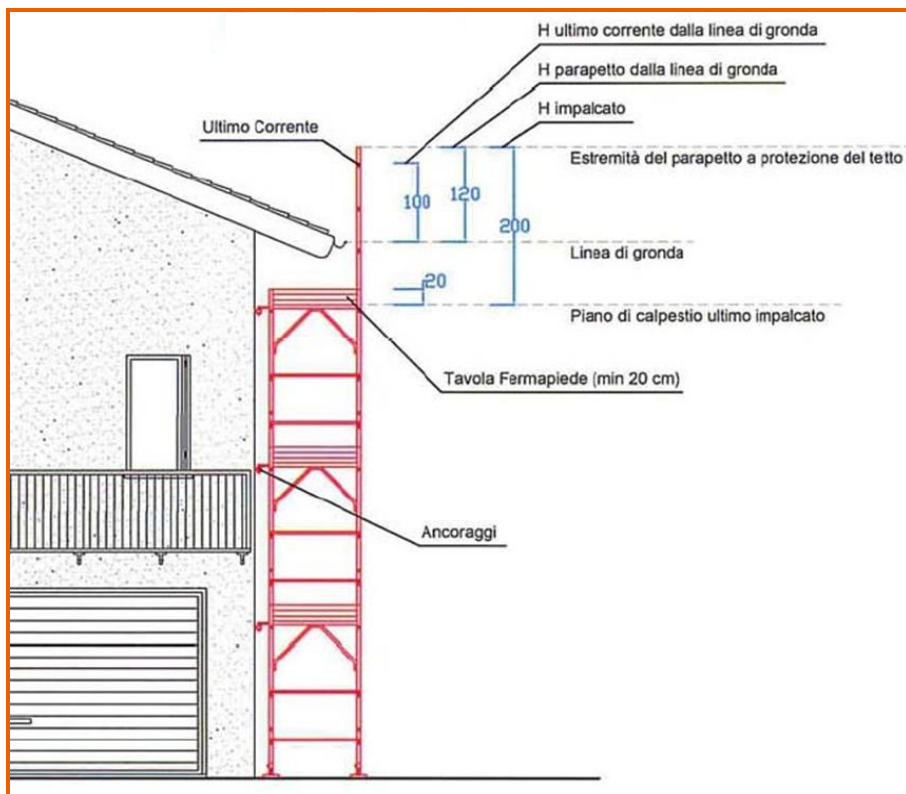 H ultimo corrente dalla linea di gronda
H parapetto dalla linea di gronda
H impalcato
Ultimo Corrente
Estremità del parapetto a protezione del tetto
100
120
200
Linea di gronda
20
Piano di calpestio ultimo impalcato
Tavola Fermapiede (min 20 cm)
Ancoraggi